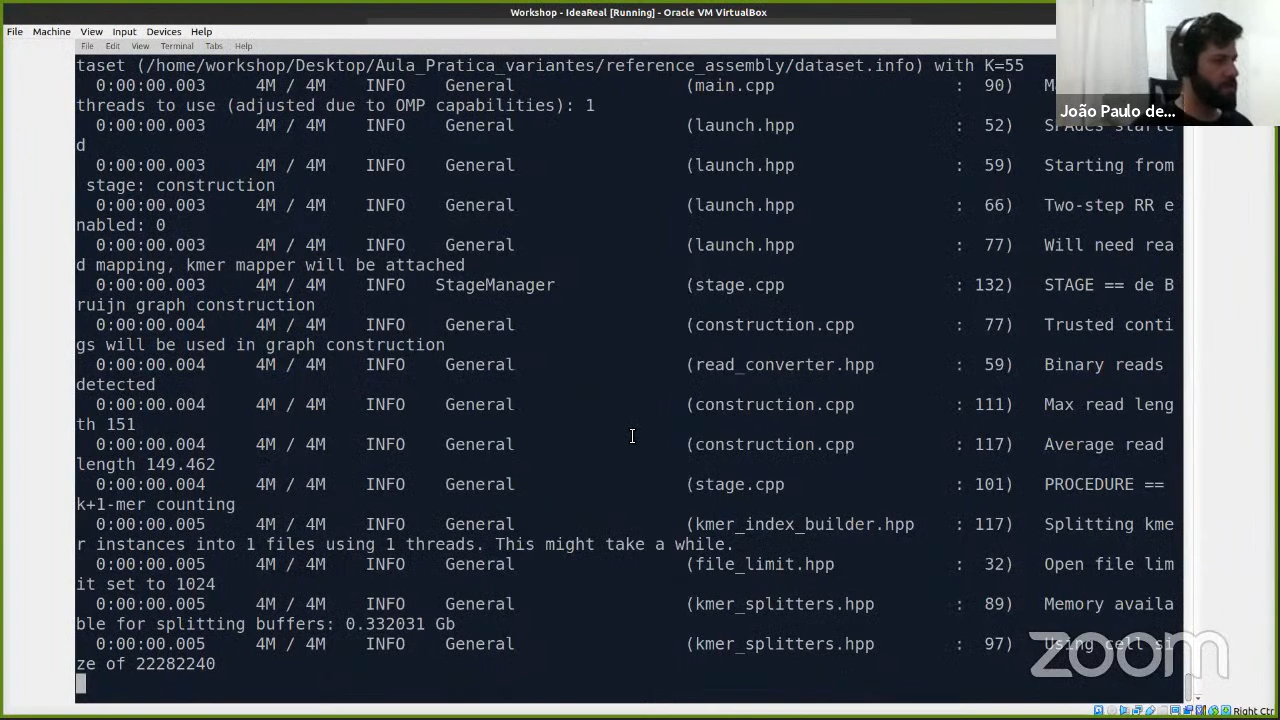 Workshop - IdeaReal [Running] - Oracle VM VirtualBox
File Machine View Input Devices Help
File Edit View Terminal Tabs Help
taset (/home/workshop/Desktop/Aula_Pratica_variantes/reference_assembly/dataset.info) with K=55
0:00:00.003 4M / 4M INFO General (main.cpp : 90)
threads to use (adjusted due to OMP capabilities): 1
0:00:00.003 4M / 4M INFO General (launch.hpp : 52) SPAdes starte
d
0:00:00.003 4M / 4M INFO General (launch.hpp : 59) Starting from
stage: construction
0:00:00.003 4M / 4M INFO General (launch.hpp : 66) Two-step RR e
nabled: 0
0:00:00.003 4M / 4M INFO General (launch.hpp : 77) Will need rea
d mapping, kmer mapper will be attached
0:00:00.003 4M / 4M INFO StageManager (stage.cpp : 132) STAGE == de B
ruijn graph construction
0:00:00.004 4M / 4M INFO General (construction.cpp : 77) Trusted conti
gs will be used in graph construction
0:00:00.004 4M / 4M INFO General (read_converter.hpp : 59) Binary reads
detected
0:00:00.004 4M / 4M INFO General (construction.cpp : 111) Max read leng
th 151
0:00:00.004 4M / 4M INFO General (construction.cpp : 117) Average read
length 149.462
0:00:00.004 4M / 4M INFO General (stage.cpp : 101) PROCEDURE ==
k+1-mer counting
0:00:00.005 4M / 4M INFO General (kmer_index_builder.hpp : 117) Splitting kme
r instances into 1 files using 1 threads. This might take a while.
0:00:00.005 4M / 4M INFO General (file_limit.hpp : 32) Open file lim
it set to 1024
0:00:00.005 4M / 4M INFO General (kmer_splitters.hpp : 89) Memory availa
ble for splitting buffers: 0.332031 Gb
0:00:00.005 4M / 4M INFO General (kmer_splitters.hpp : 97) Using cell si
ze of 22282240
João Paulo de...
zoom
Right Ctr